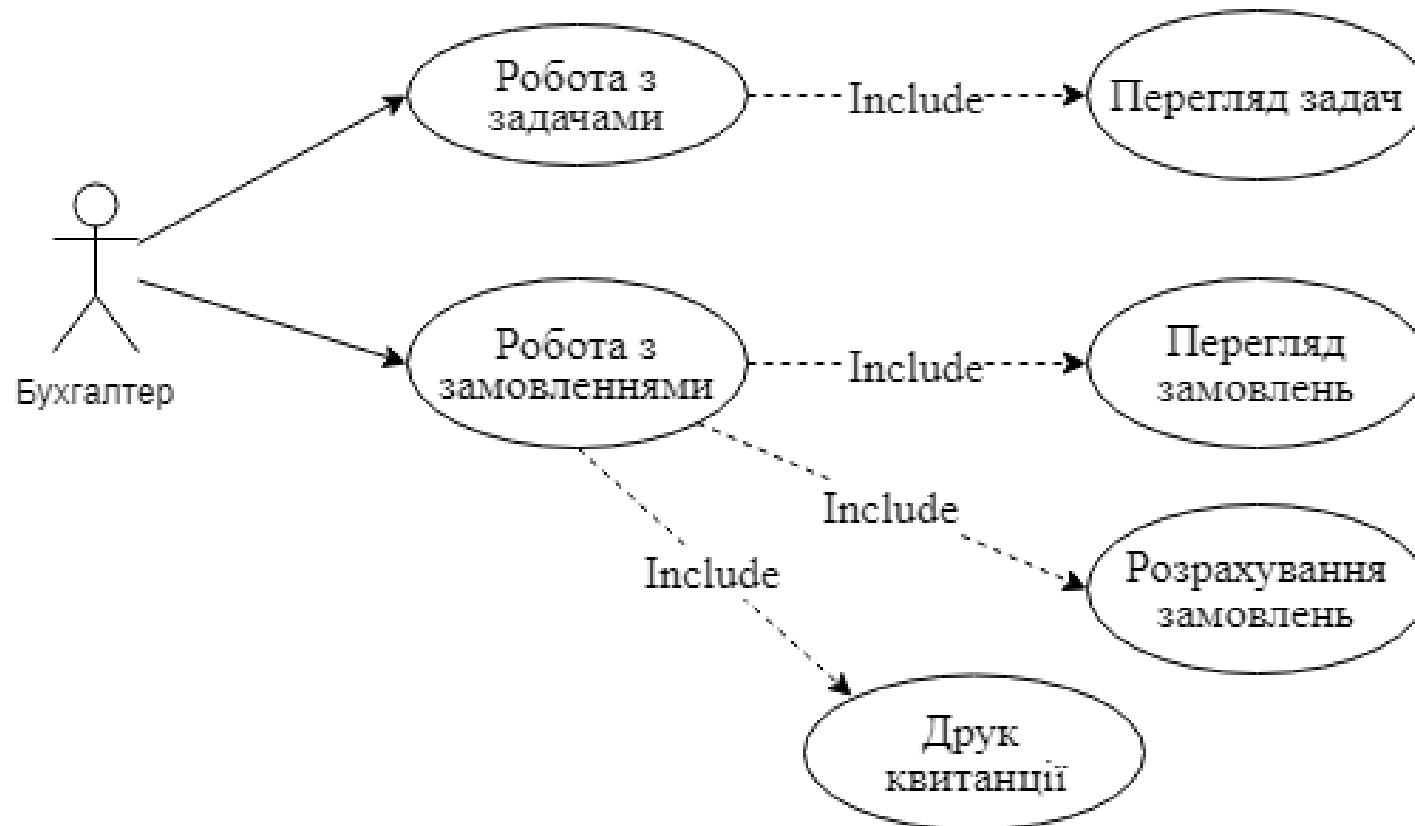 Робота з
задачами
Include
Перегляд задач
Бухгалтер
Робота з
замовленнями
Include
Перегляд
замовлень
Include
Розрахування
замовлень
Include
Друк
квитанції